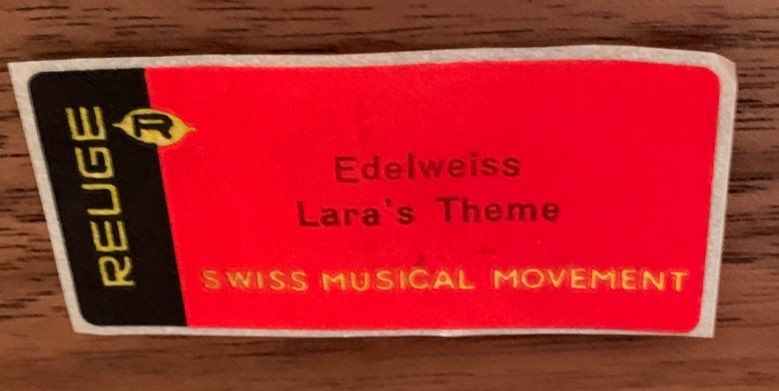 REUGE
R
Edelweiss
Lara's Theme
SWISS MUSICAL MOVEMENT